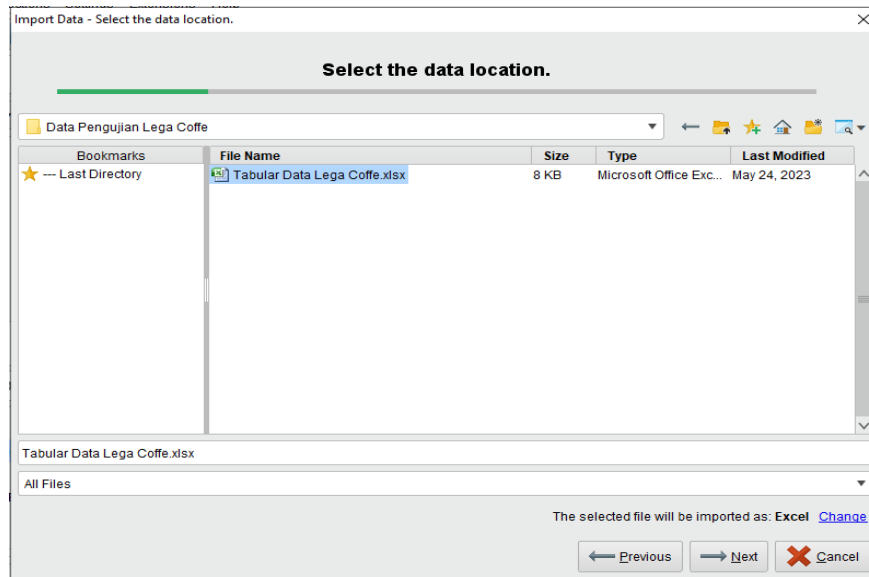 Import Data - Select the data location.
Select the data location.
Data Pengujian Lega Coffe
Bookmarks
File Name Size Type Last Modified
--- Last Directory
Tabular Data Lega Coffe.xlsx 8 KB Microsoft Office Exc... May 24, 2023
Tabular Data Lega Coffe.xlsx
All Files
The selected file will be imported as: Excel Change
Previous Next Cancel